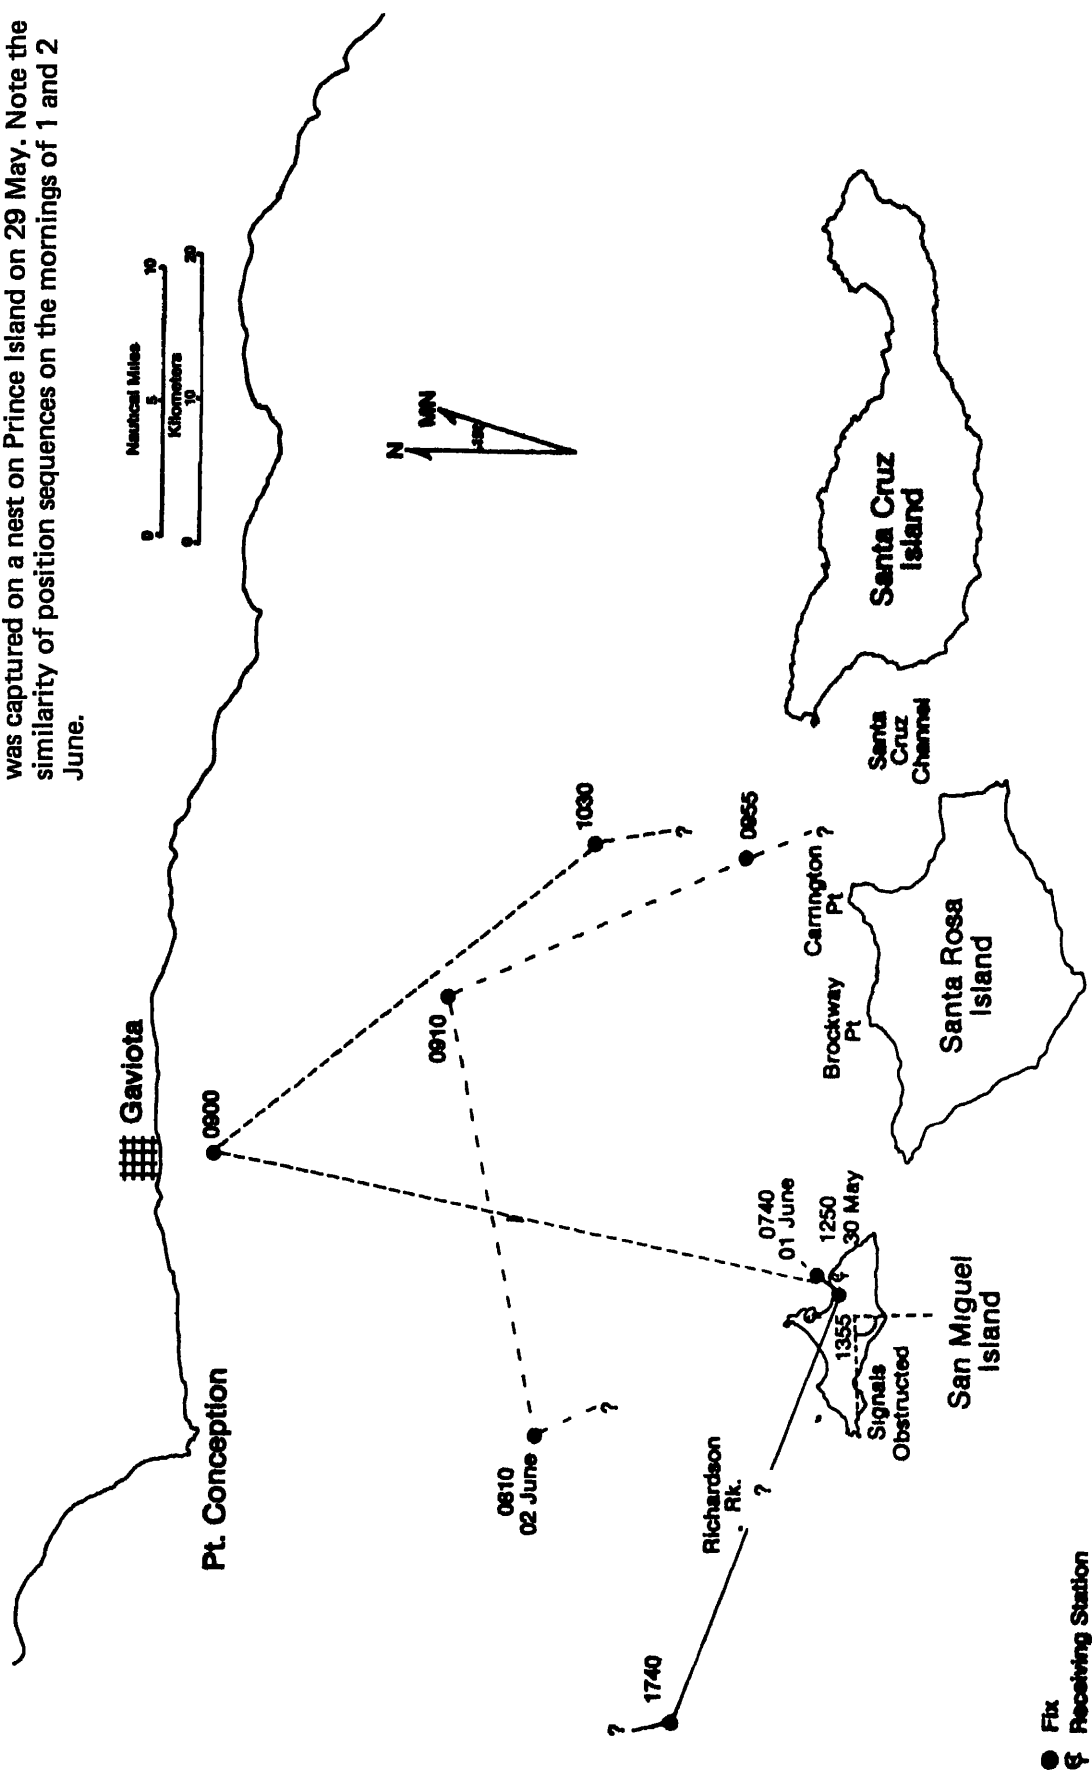 was captured on a nest on Prince Island on 29 May. Note the
similarity of position sequences on the mornings of 1 and 2
June.
Nautical Miles
0 5 10
Kilometers
0 10 20
N
MN
Gaviota
Pt. Conception
0900
0910
1030
?
0955
?
0810
02 June
?
0740
01 June
1250
30 May
1355
Signals
Obstructed
Richardson
Rk.
?
1740
?
San Miguel
Island
Brockway
Pt
Carrington
Pt
Santa Rosa
Island
Santa
Cruz
Channel
Santa Cruz
Island
Fix
Receiving Station